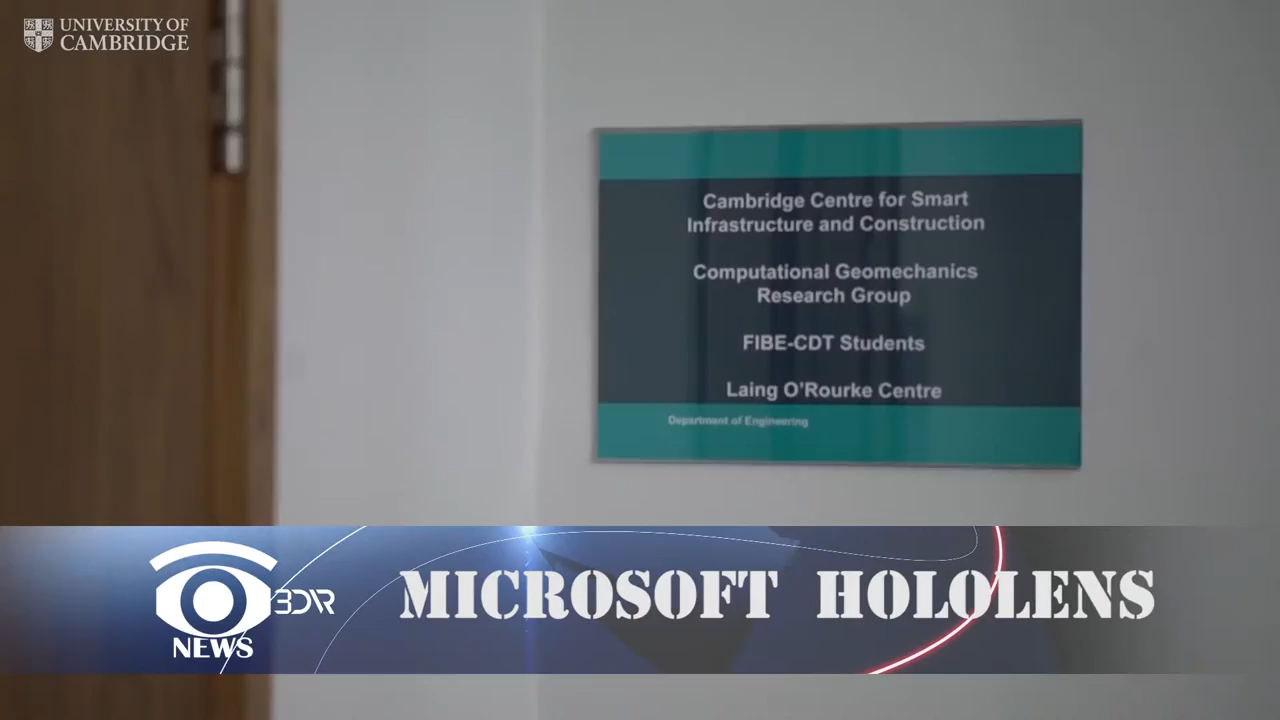 UNIVERSITY OF
CAMBRIDGE
Cambridge Centre for Smart
Infrastructure and Construction
Computational Geomechanics
Research Group
FIBE-CDT Students
Laing O'Rourke Centre
Department of Engineering
3DVR
NEWS
MICROSOFT HOLOLENS